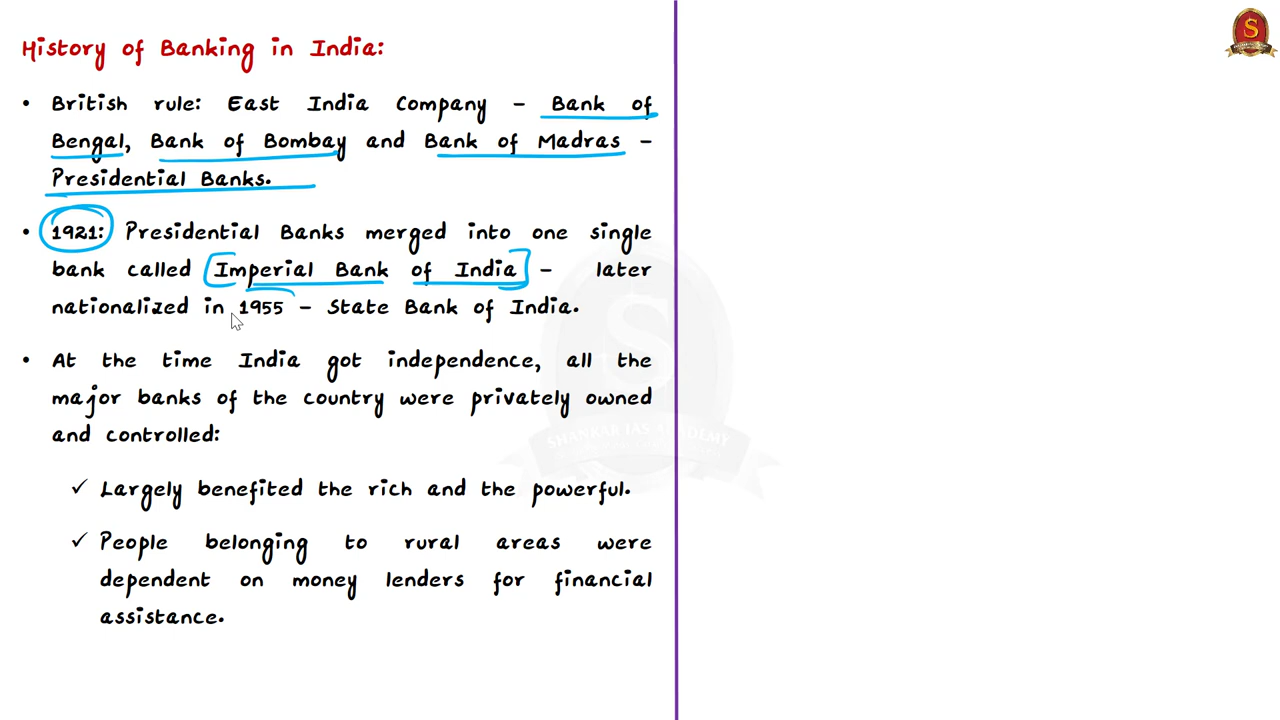 History of Banking in India:
• British rule: East India Company – Bank of
Bengal, Bank of Bombay and Bank of Madras –
Presidential Banks.
• 1921: Presidential Banks merged into one single
bank called Imperial Bank of India – later
nationalized in 1955 – State Bank of India.
• At the time India got independence, all the
major banks of the country were privately owned
and controlled:
✓ Largely benefited the rich and the powerful.
✓ People belonging to rural areas were
dependent on money lenders for financial
assistance.
S
SHANKAR IAS ACADEMY
S